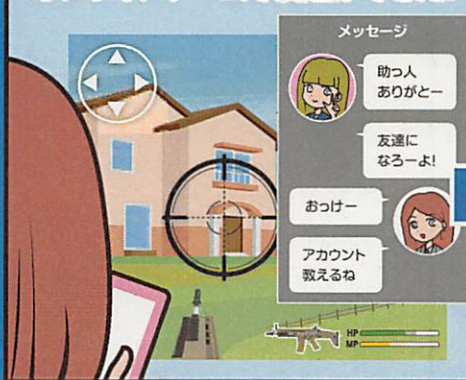 メッセージ
助っ人
ありがとー
友達に
なろーよ!
おっけー
アカウント
教えるね
HP
MP